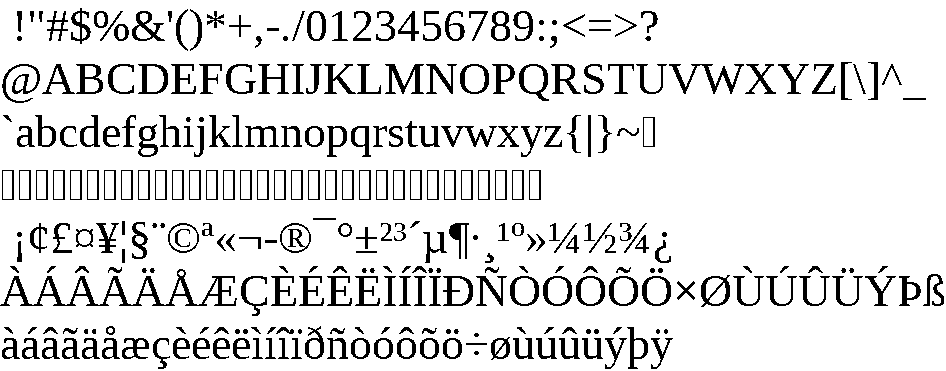 !"#$%&'()*+,-./0123456789:;<=>?
@ABCDEFGHIJKLMNOPQRSTUVWXYZ[\]^_
`abcdefghijklmnopqrstuvwxyz{|}~
¡¢£¤¥¦§¨©ª«¬-®¯°±²³´µ¶·¸¹º»¼½¾¿
ÀÁÂÃÄÅÆÇÈÉÊËÌÍÎÏÐÑÒÓÔÕÖ×ØÙÚÛÜÝÞß
àáâãäåæçèéêëìíîïðñòóôõö÷øùúûüýþÿ